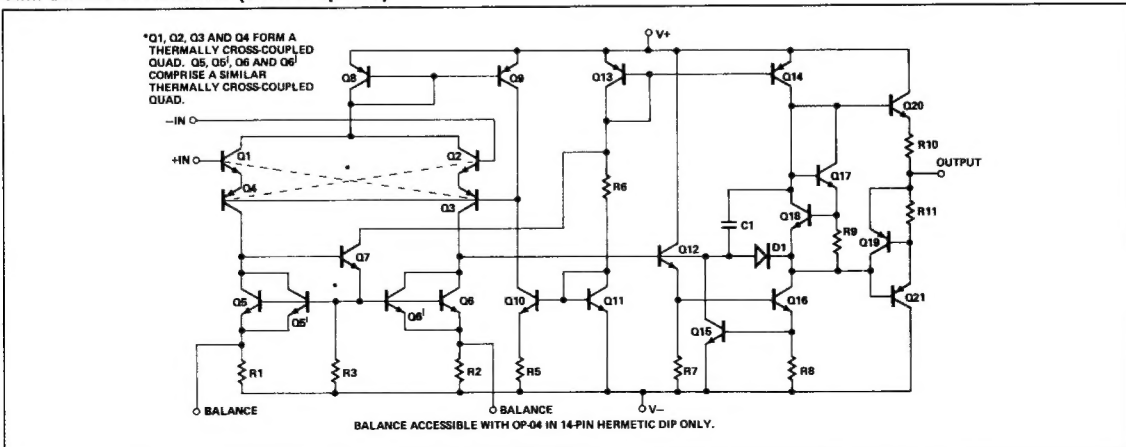 *Q1, Q2, Q3 AND Q4 FORM A
THERMALLY CROSS-COUPLED
QUAD. Q5, Q5', Q6 AND Q6'
COMPRISE A SIMILAR
THERMALLY CROSS-COUPLED
QUAD.
V+
Q8
Q9
Q13
Q14
Q20
–IN
R10
OUTPUT
+IN
Q1
Q2
*
Q17
Q4
Q3
R6
R11
C1
Q18
R9
Q19
Q7
Q12
D1
*
Q5
Q5'
Q6'
Q6
Q10
Q11
Q16
Q21
Q15
R1
R3
R2
R5
R7
R8
BALANCE
BALANCE
V–
BALANCE ACCESSIBLE WITH OP-04 IN 14-PIN HERMETIC DIP ONLY.